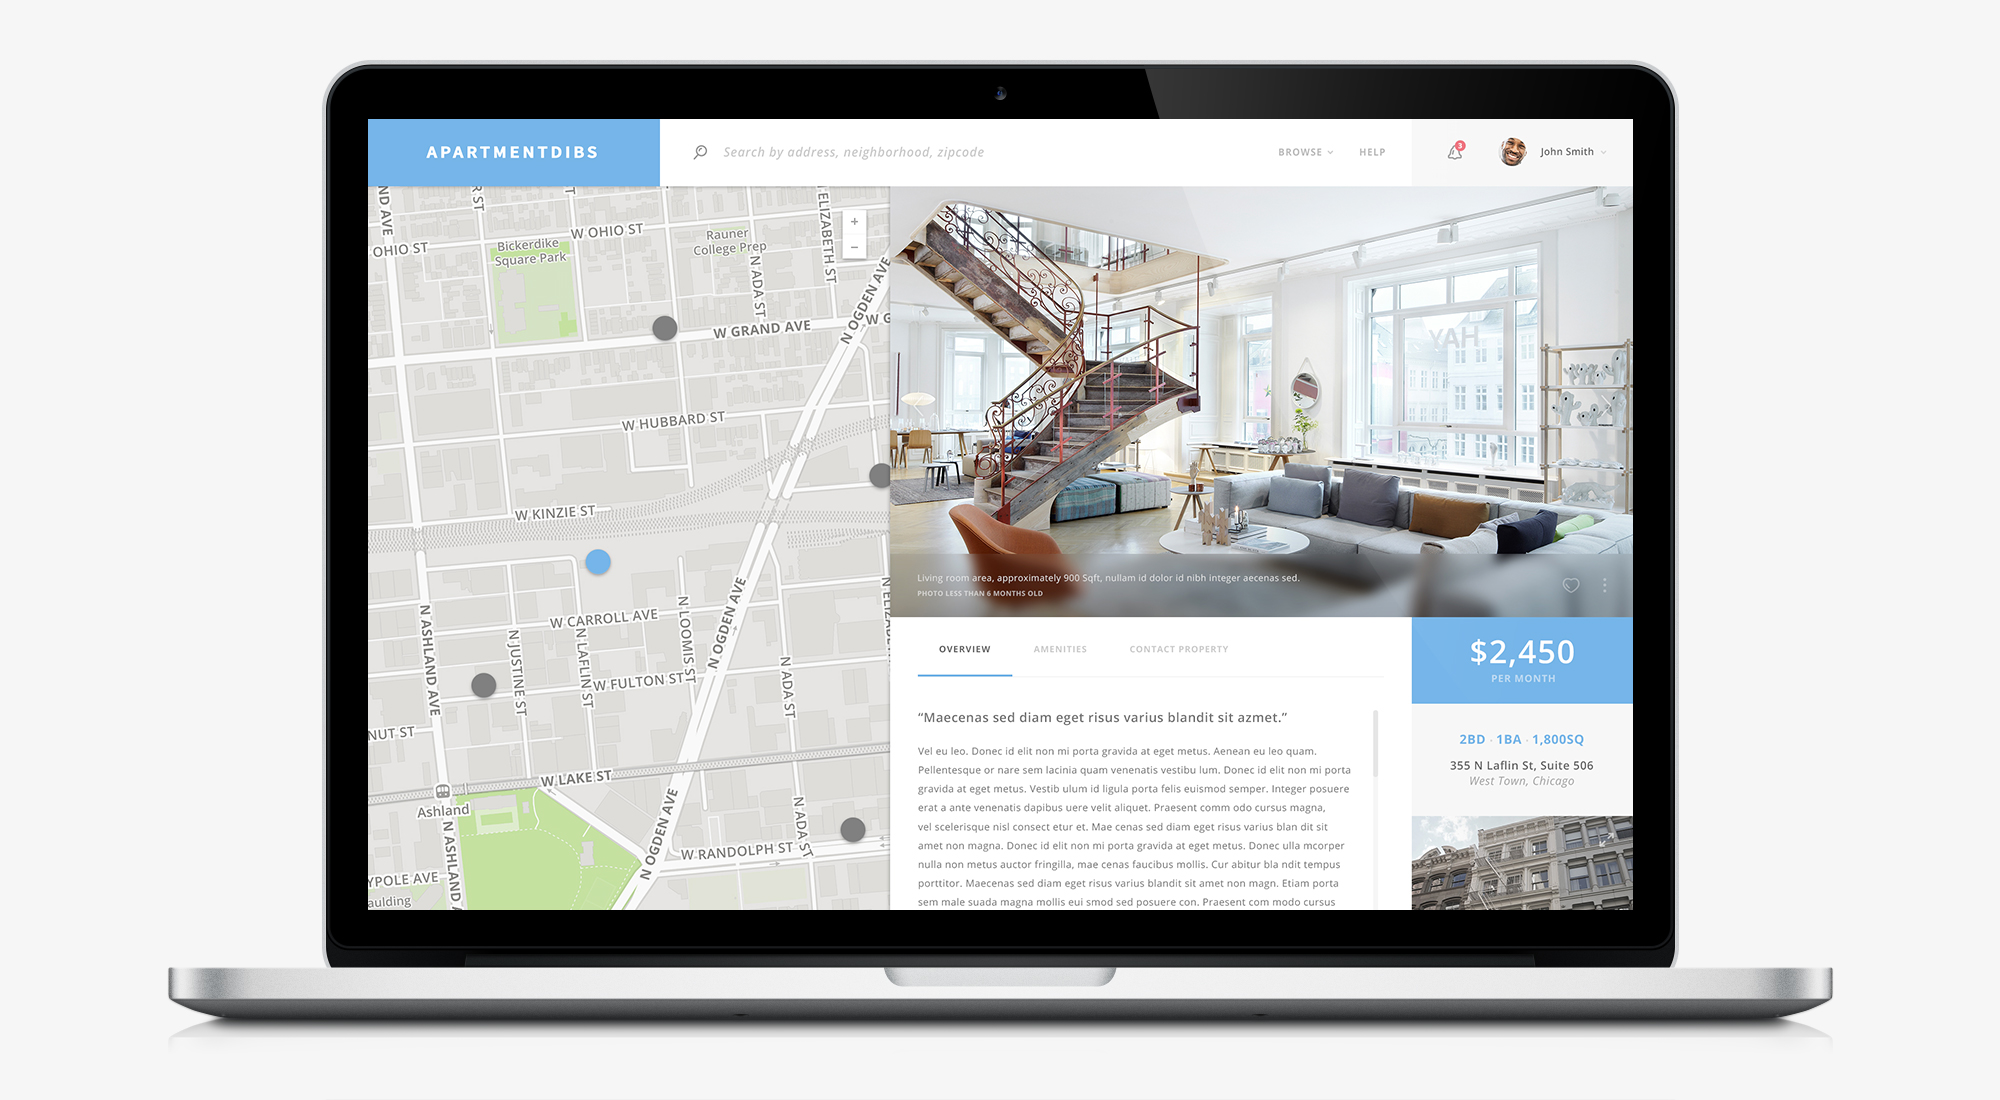 APARTMENTDIBS
Search by address, neighborhood, zipcode
BROWSE
HELP
3
John Smith
ND AVE
R ST
OHIO ST
Bickerdike
Square Park
W OHIO ST
Rauner
College Prep
N ADA ST
ELIZABETH ST
+
−
N OGDEN AVE
W GRAND AVE
W G
W HUBBARD ST
W KINZIE ST
N ASHLAND AVE
N JUSTINE ST
W CARROLL AVE
N LAFLIN ST
N LOOMIS ST
N OGDEN AVE
N ELIZ
W FULTON ST
N ADA ST
NUT ST
W LAKE ST
Ashland
N ASHLAND A
N OGDEN AVE
N ADA ST
W RANDOLPH ST
YPOLE AVE
aulding
HAY
Living room area, approximately 900 Sqft, nullam id dolor id nibh integer aecenas sed.
PHOTO LESS THAN 6 MONTHS OLD
OVERVIEW
AMENITIES
CONTACT PROPERTY
“Maecenas sed diam eget risus varius blandit sit azmet.”
Vel eu leo. Donec id elit non mi porta gravida at eget metus. Aenean eu leo quam.
Pellentesque or nare sem lacinia quam venenatis vestibu lum. Donec id elit non mi porta
gravida at eget metus. Vestib ulum id ligula porta felis euismod semper. Integer posuere
erat a ante venenatis dapibus uere velit aliquet. Praesent comm odo cursus magna,
vel scelerisque nisl consect etur et. Mae cenas sed diam eget risus varius blan dit sit
amet non magna. Donec id elit non mi porta gravida at eget metus. Donec ulla mcorper
nulla non metus auctor fringilla, mae cenas faucibus mollis. Cur abitur bla ndit tempus
porttitor. Maecenas sed diam eget risus varius blandit sit amet non magn. Etiam porta
sem male suada magna mollis eui smod sed posuere con. Praesent com modo cursus
$2,450
PER MONTH
2BD · 1BA · 1,800SQ
355 N Laflin St, Suite 506
West Town, Chicago